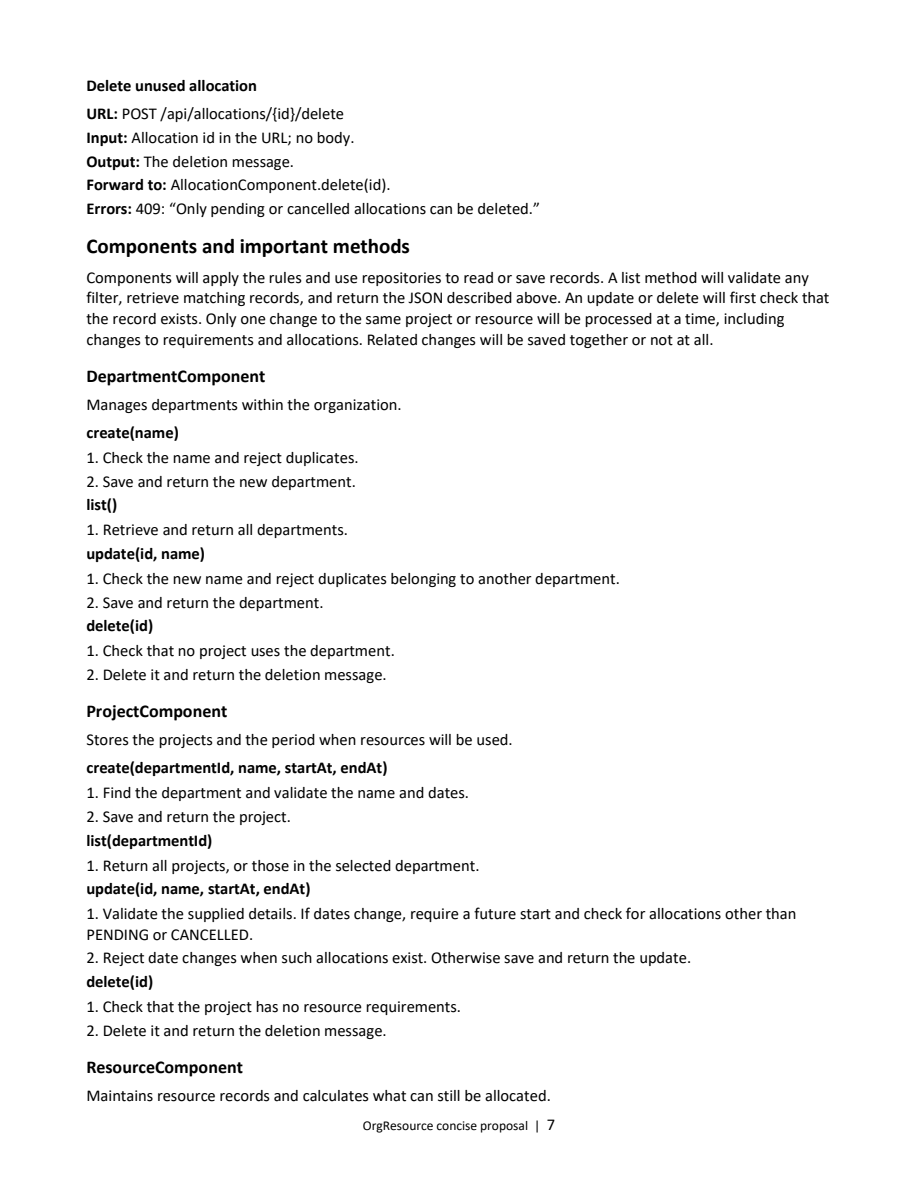 Delete unused allocation
URL: POST /api/allocations/{id}/delete
Input: Allocation id in the URL; no body.
Output: The deletion message.
Forward to: AllocationComponent.delete(id).
Errors: 409: “Only pending or cancelled allocations can be deleted.”
Components and important methods
Components will apply the rules and use repositories to read or save records. A list method will validate any
filter, retrieve matching records, and return the JSON described above. An update or delete will first check that
the record exists. Only one change to the same project or resource will be processed at a time, including
changes to requirements and allocations. Related changes will be saved together or not at all.
DepartmentComponent
Manages departments within the organization.
create(name)
1. Check the name and reject duplicates.
2. Save and return the new department.
list()
1. Retrieve and return all departments.
update(id, name)
1. Check the new name and reject duplicates belonging to another department.
2. Save and return the department.
delete(id)
1. Check that no project uses the department.
2. Delete it and return the deletion message.
ProjectComponent
Stores the projects and the period when resources will be used.
create(departmentId, name, startAt, endAt)
1. Find the department and validate the name and dates.
2. Save and return the project.
list(departmentId)
1. Return all projects, or those in the selected department.
update(id, name, startAt, endAt)
1. Validate the supplied details. If dates change, require a future start and check for allocations other than
PENDING or CANCELLED.
2. Reject date changes when such allocations exist. Otherwise save and return the update.
delete(id)
1. Check that the project has no resource requirements.
2. Delete it and return the deletion message.
ResourceComponent
Maintains resource records and calculates what can still be allocated.
OrgResource concise proposal | 7